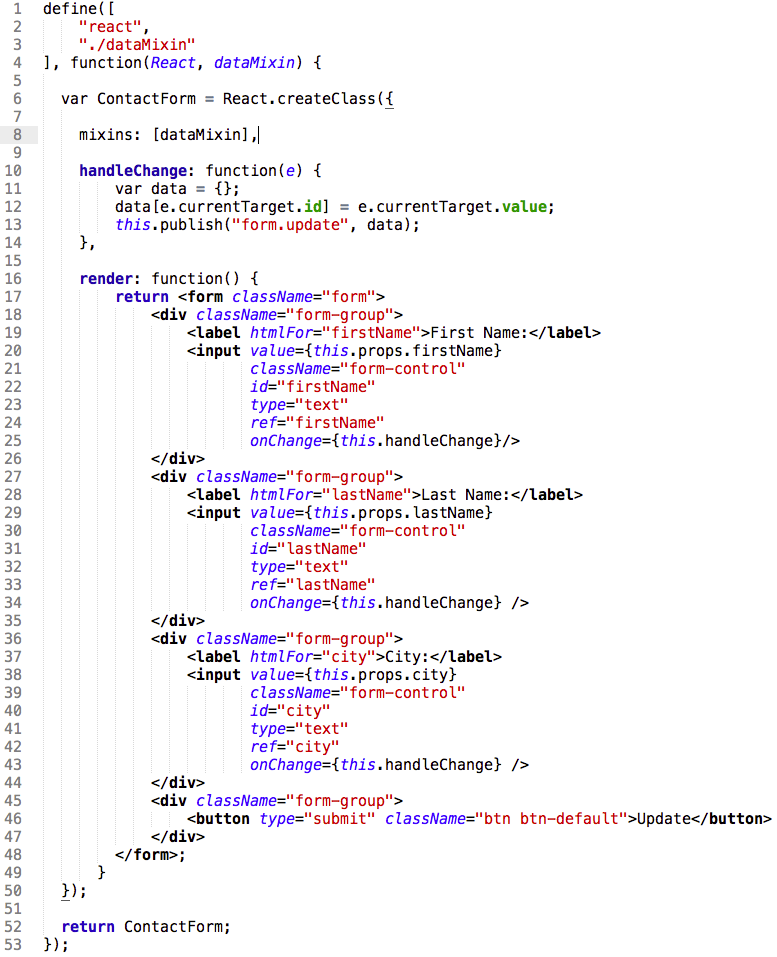 1 define([
2     "react",
3     "./dataMixin"
4 ], function(React, dataMixin) {
5
6   var ContactForm = React.createClass({
7
8     mixins: [dataMixin],
9
10     handleChange: function(e) {
11         var data = {};
12         data[e.currentTarget.id] = e.currentTarget.value;
13         this.publish("form.update", data);
14     },
15
16     render: function() {
17         return <form className="form">
18             <div className="form-group">
19                 <label htmlFor="firstName">First Name:</label>
20                 <input value={this.props.firstName}
21                        className="form-control"
22                        id="firstName"
23                        type="text"
24                        ref="firstName"
25                        onChange={this.handleChange}/>
26             </div>
27             <div className="form-group">
28                 <label htmlFor="lastName">Last Name:</label>
29                 <input value={this.props.lastName}
30                        className="form-control"
31                        id="lastName"
32                        type="text"
33                        ref="lastName"
34                        onChange={this.handleChange} />
35             </div>
36             <div className="form-group">
37                 <label htmlFor="city">City:</label>
38                 <input value={this.props.city}
39                        className="form-control"
40                        id="city"
41                        type="text"
42                        ref="city"
43                        onChange={this.handleChange} />
44             </div>
45             <div className="form-group">
46                 <button type="submit" className="btn btn-default">Update</button>
47             </div>
48         </form>;
49       }
50   });
51
52   return ContactForm;
53 });